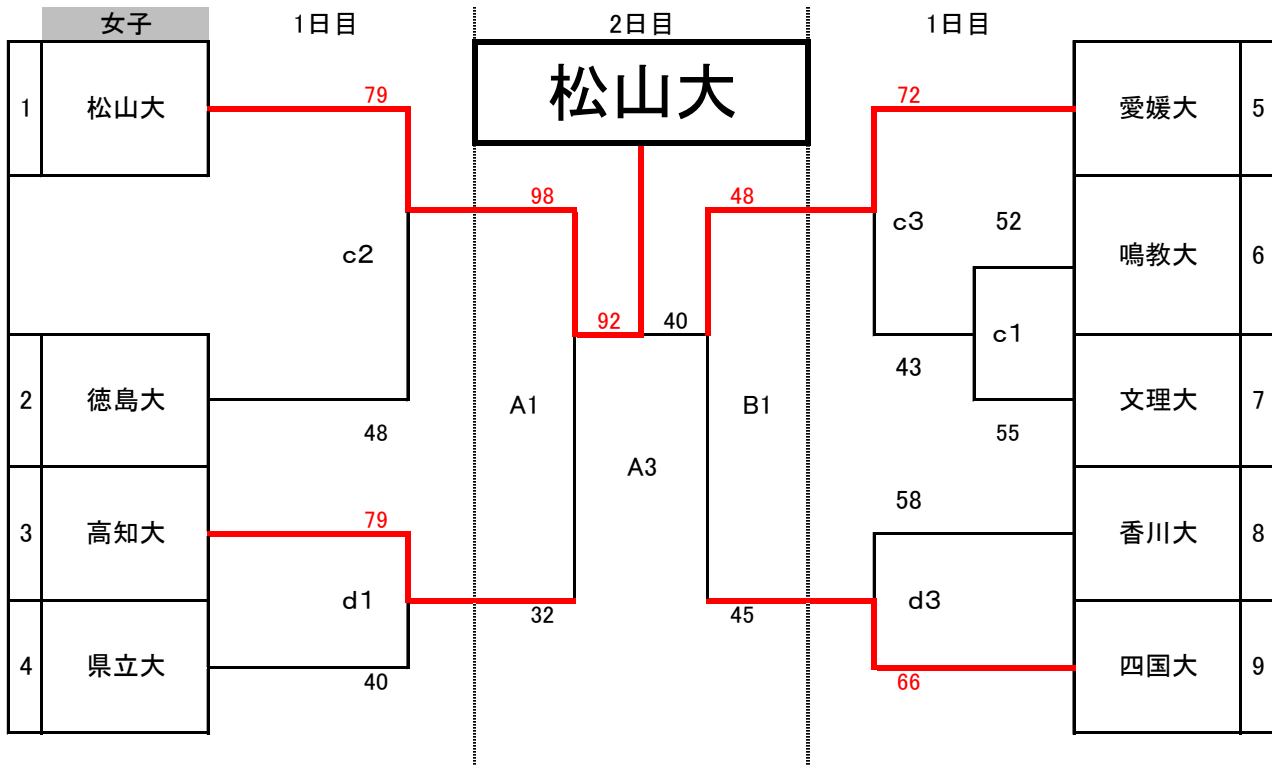 女子
1日目
2日目
1日目
松山大
1
松山大
79
72
愛媛大
5
98
48
c2
c3
52
鳴教大
6
92
40
c1
43
2
徳島大
48
A1
B1
文理大
7
55
A3
3
高知大
79
58
香川大
8
d1
32
45
d3
4
県立大
40
66
四国大
9